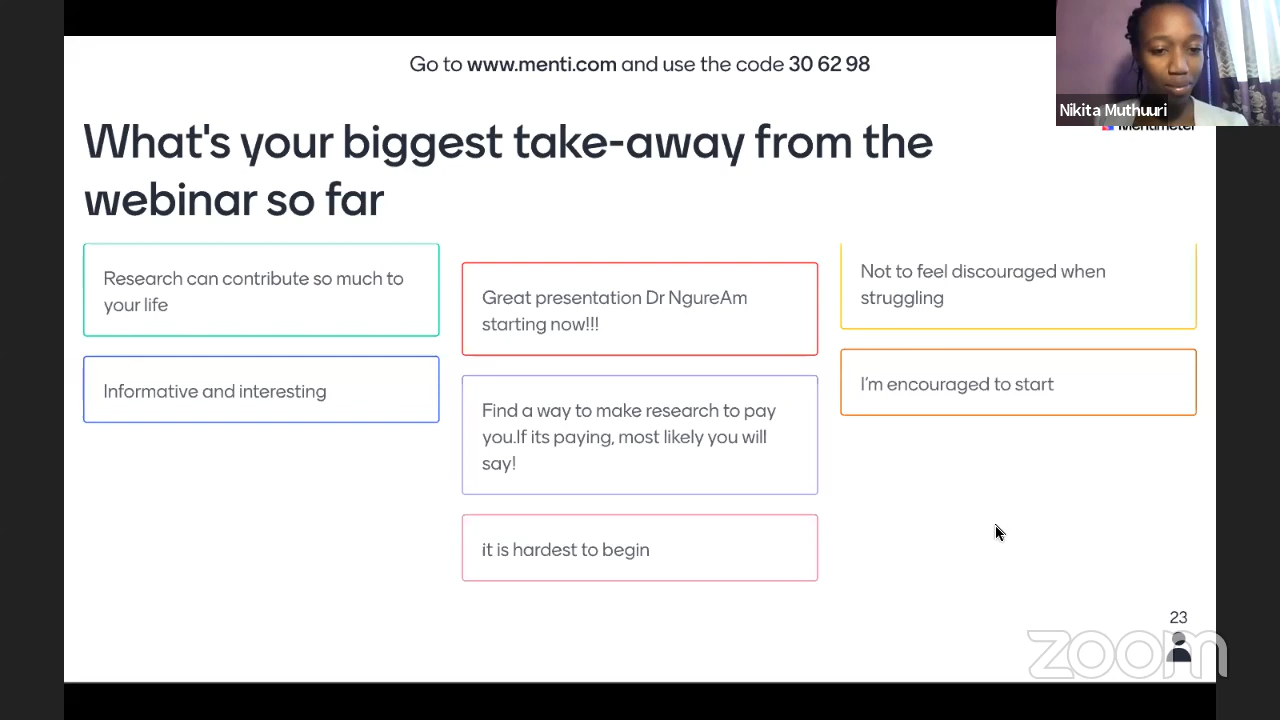 Go to www.menti.com and use the code 30 62 98
Nikita Muthuuri
Mentimeter
What's your biggest take-away from the
webinar so far
Research can contribute so much to
your life
Informative and interesting
Great presentation Dr NgureAm
starting now!!!
Find a way to make research to pay
you.If its paying, most likely you will
say!
it is hardest to begin
Not to feel discouraged when
struggling
I'm encouraged to start
23
zoom